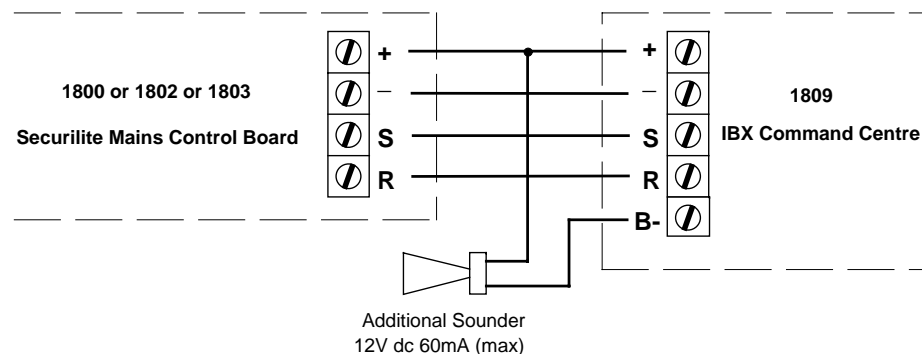 1800 or 1802 or 1803
Securilite Mains Control Board
+
–
S
R
+
–
S
R
B-
1809
IBX Command Centre
Additional Sounder
12V dc 60mA (max)